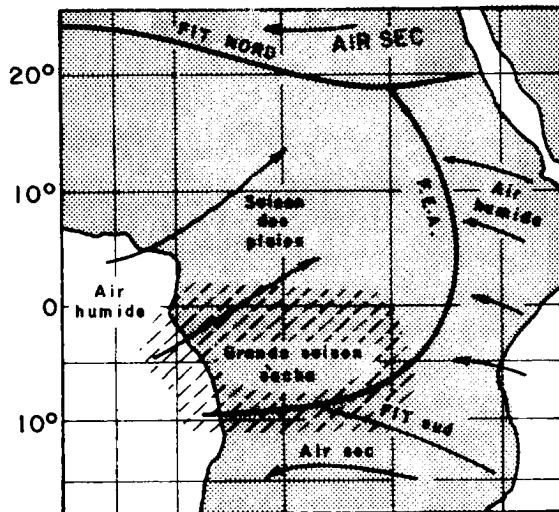 FIT NORD
AIR SEC
20°
10°
Air
humide
F.E.A.
Saison
des
pluies
Air
humide
0
Grande saison
sèche
10°
FIT sud
Air sec